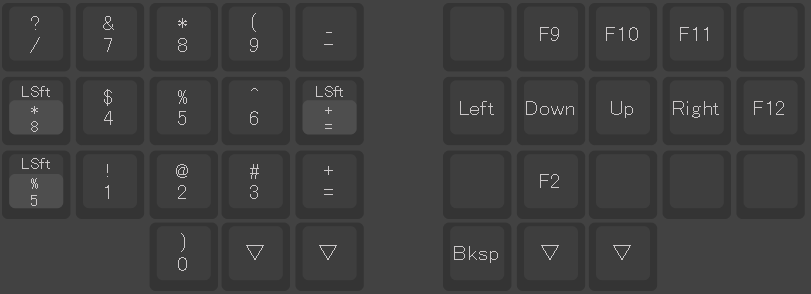 ? & * ( _
/ 7 8 9 - F9 F10 F11
LSft $ % ^ LSft
* 4 5 6 + Left Down Up Right F12
8 =
LSft ! @ # +
% 1 2 3 = F2
5
) ▽ ▽ Bksp ▽ ▽
0